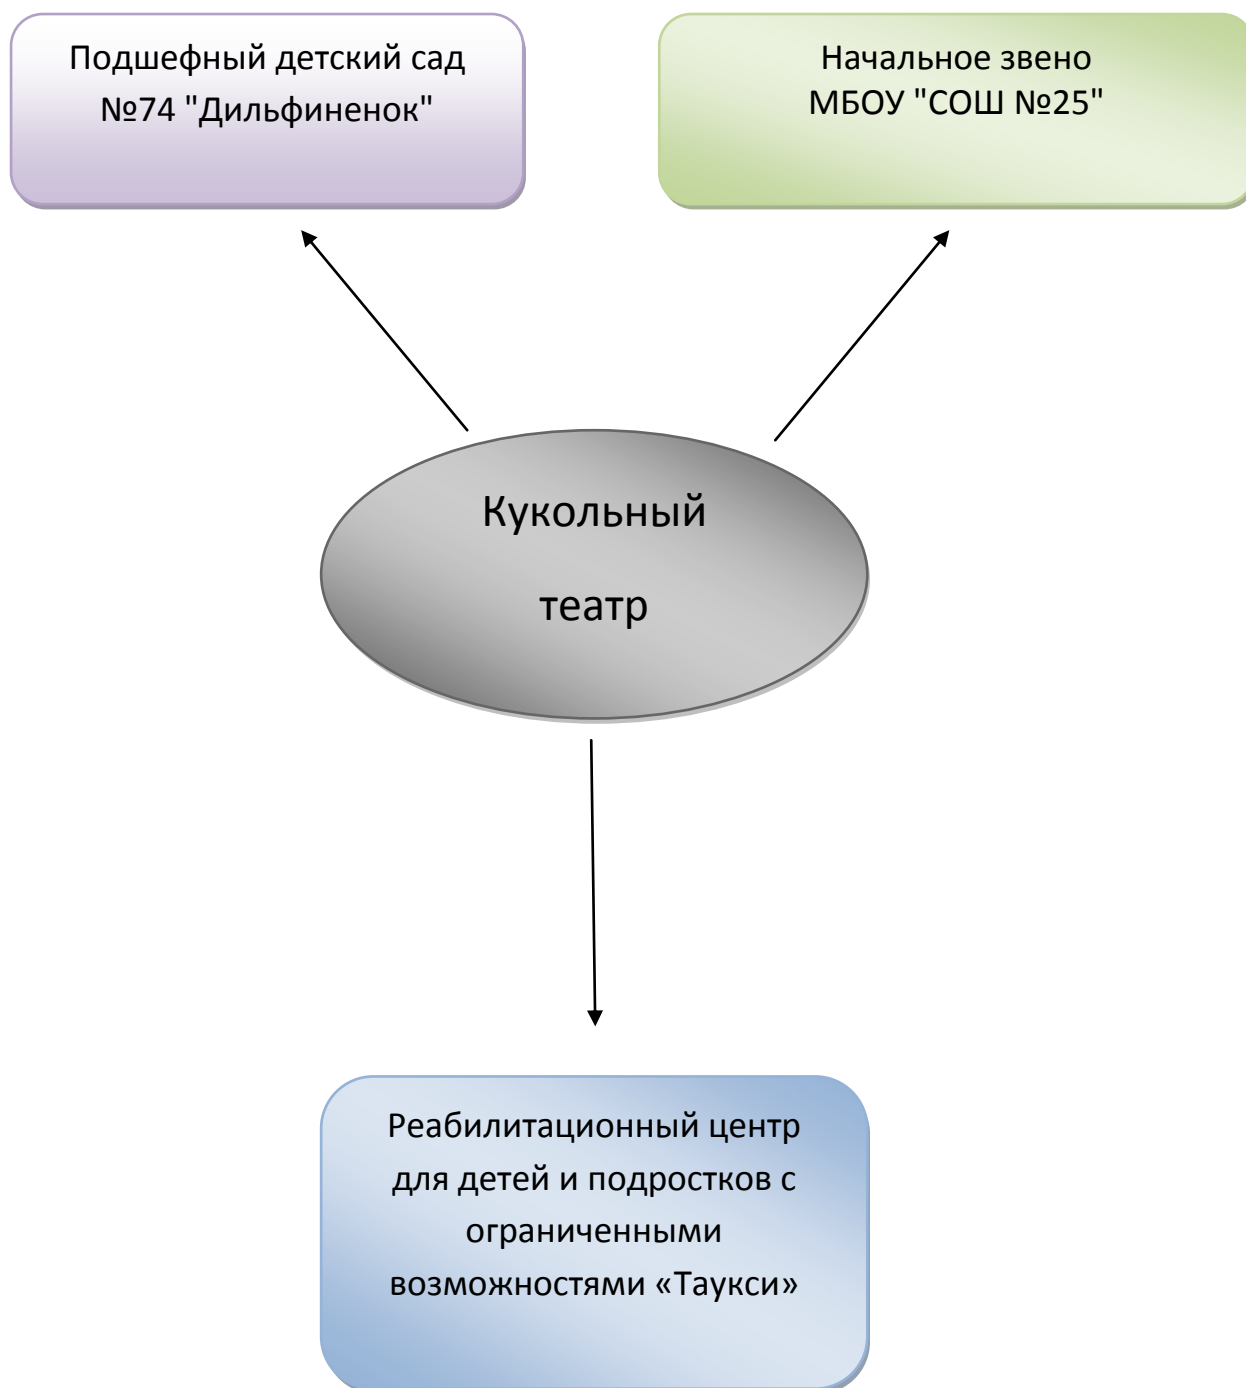 Подшефный детский сад
№74 "Дильфиненок"
Начальное звено
МБОУ "СОШ №25"
Кукольный
театр
Реабилитационный центр
для детей и подростков с
ограниченными
возможностями «Таукси»